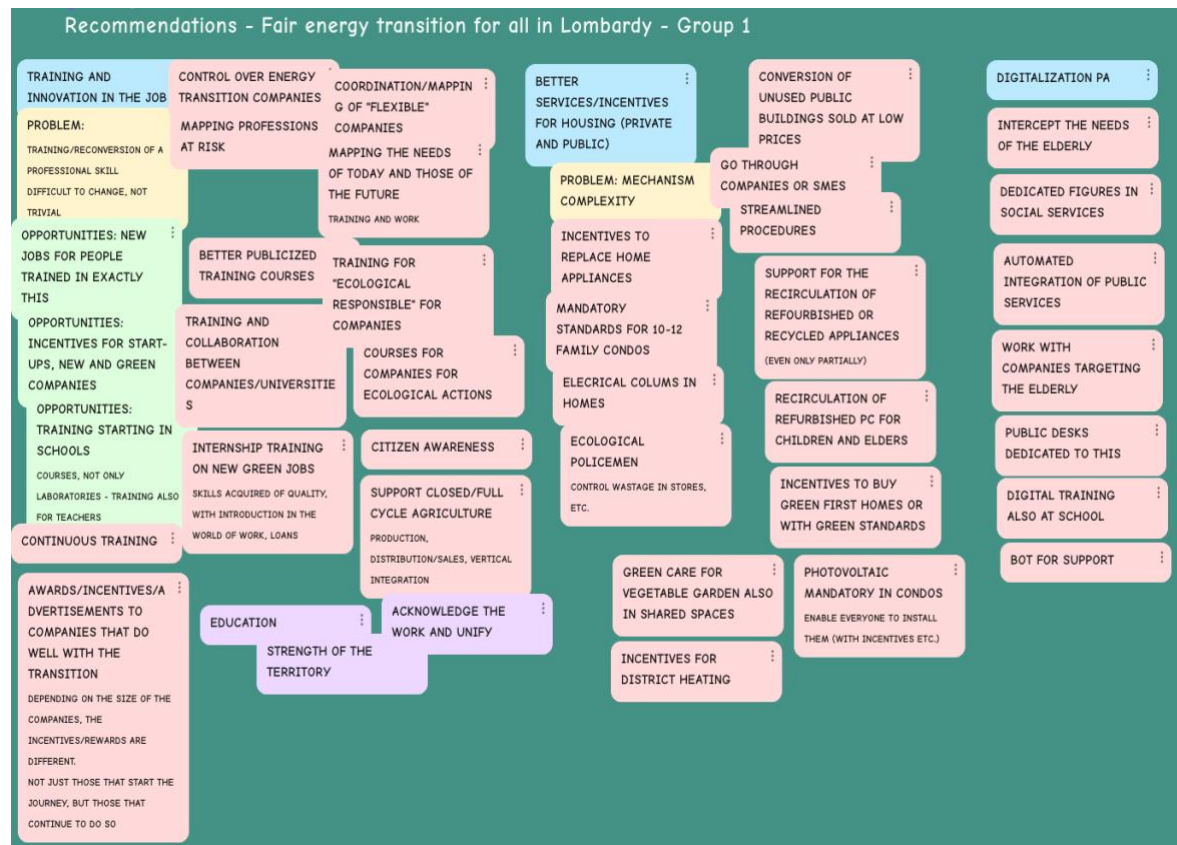 Recommendations - Fair energy transition for all in Lombardy - Group 1
TRAINING AND
INNOVATION IN THE JOB
PROBLEM:
TRAINING/RECONVERSION OF A
PROFESSIONAL SKILL
DIFFICULT TO CHANGE, NOT
TRIVIAL
OPPORTUNITIES: NEW
JOBS FOR PEOPLE
TRAINED IN EXACTLY
THIS
OPPORTUNITIES:
INCENTIVES FOR START-
UPS, NEW AND GREEN
COMPANIES
OPPORTUNITIES:
TRAINING STARTING IN
SCHOOLS
COURSES, NOT ONLY
LABORATORIES - TRAINING ALSO
FOR TEACHERS
CONTINUOUS TRAINING
AWARDS/INCENTIVES/A
DVERTISEMENTS TO
COMPANIES THAT DO
WELL WITH THE
TRANSITION
DEPENDING ON THE SIZE OF THE
COMPANIES, THE
INCENTIVES/REWARDS ARE
DIFFERENT.
NOT JUST THOSE THAT START THE
JOURNEY, BUT THOSE THAT
CONTINUE TO DO SO
CONTROL OVER ENERGY
TRANSITION COMPANIES
MAPPING PROFESSIONS
AT RISK
BETTER PUBLICIZED
TRAINING COURSES
TRAINING AND
COLLABORATION
BETWEEN
COMPANIES/UNIVERSITIE
S
INTERNSHIP TRAINING
ON NEW GREEN JOBS
SKILLS ACQUIRED OF QUALITY,
WITH INTRODUCTION IN THE
WORLD OF WORK, LOANS
EDUCATION
STRENGTH OF THE
TERRITORY
COORDINATION/MAPPIN
G OF "FLEXIBLE"
COMPANIES
MAPPING THE NEEDS
OF TODAY AND THOSE OF
THE FUTURE
TRAINING AND WORK
TRAINING FOR
"ECOLOGICAL
RESPONSIBLE" FOR
COMPANIES
COURSES FOR
COMPANIES FOR
ECOLOGICAL ACTIONS
CITIZEN AWARENESS
SUPPORT CLOSED/FULL
CYCLE AGRICULTURE
PRODUCTION,
DISTRIBUTION/SALES, VERTICAL
INTEGRATION
ACKNOWLEDGE THE
WORK AND UNIFY
BETTER
SERVICES/INCENTIVES
FOR HOUSING (PRIVATE
AND PUBLIC)
PROBLEM: MECHANISM
COMPLEXITY
INCENTIVES TO
REPLACE HOME
APPLIANCES
MANDATORY
STANDARDS FOR 10-12
FAMILY CONDOS
ELECRICAL COLUMS IN
HOMES
ECOLOGICAL
POLICEMEN
CONTROL WASTAGE IN STORES,
ETC.
GREEN CARE FOR
VEGETABLE GARDEN ALSO
IN SHARED SPACES
INCENTIVES FOR
DISTRICT HEATING
CONVERSION OF
UNUSED PUBLIC
BUILDINGS SOLD AT LOW
PRICES
GO THROUGH
COMPANIES OR SMES
STREAMLINED
PROCEDURES
SUPPORT FOR THE
RECIRCULATION OF
REFOURBISHED OR
RECYCLED APPLIANCES
(EVEN ONLY PARTIALLY)
RECIRCULATION OF
REFURBISHED PC FOR
CHILDREN AND ELDERS
INCENTIVES TO BUY
GREEN FIRST HOMES OR
WITH GREEN STANDARDS
PHOTOVOLTAIC
MANDATORY IN CONDOS
ENABLE EVERYONE TO INSTALL
THEM (WITH INCENTIVES ETC.)
DIGITALIZATION PA
INTERCEPT THE NEEDS
OF THE ELDERLY
DEDICATED FIGURES IN
SOCIAL SERVICES
AUTOMATED
INTEGRATION OF PUBLIC
SERVICES
WORK WITH
COMPANIES TARGETING
THE ELDERLY
PUBLIC DESKS
DEDICATED TO THIS
DIGITAL TRAINING
ALSO AT SCHOOL
BOT FOR SUPPORT